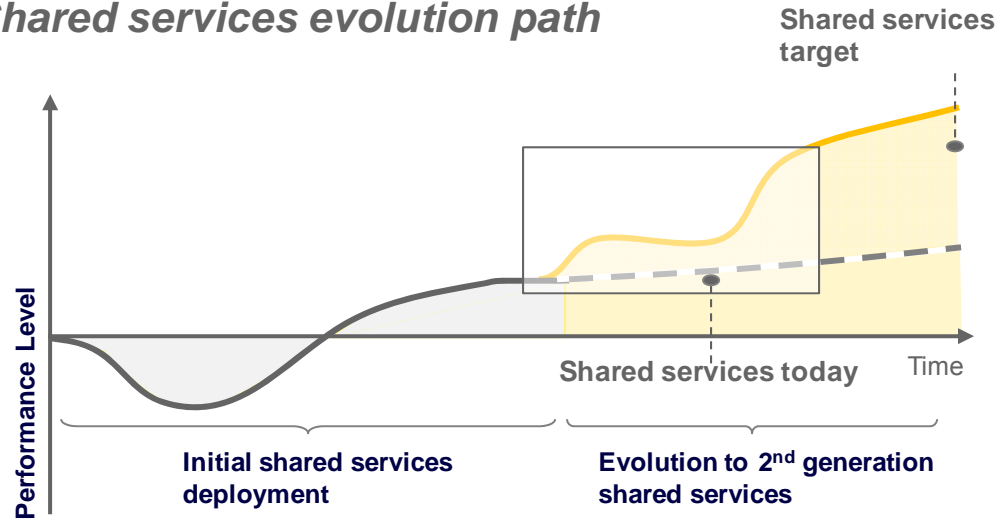 hared services evolution path
Shared services
target
Performance Level
Shared services today
Time
Initial shared services
deployment
Evolution to 2nd generation
shared services